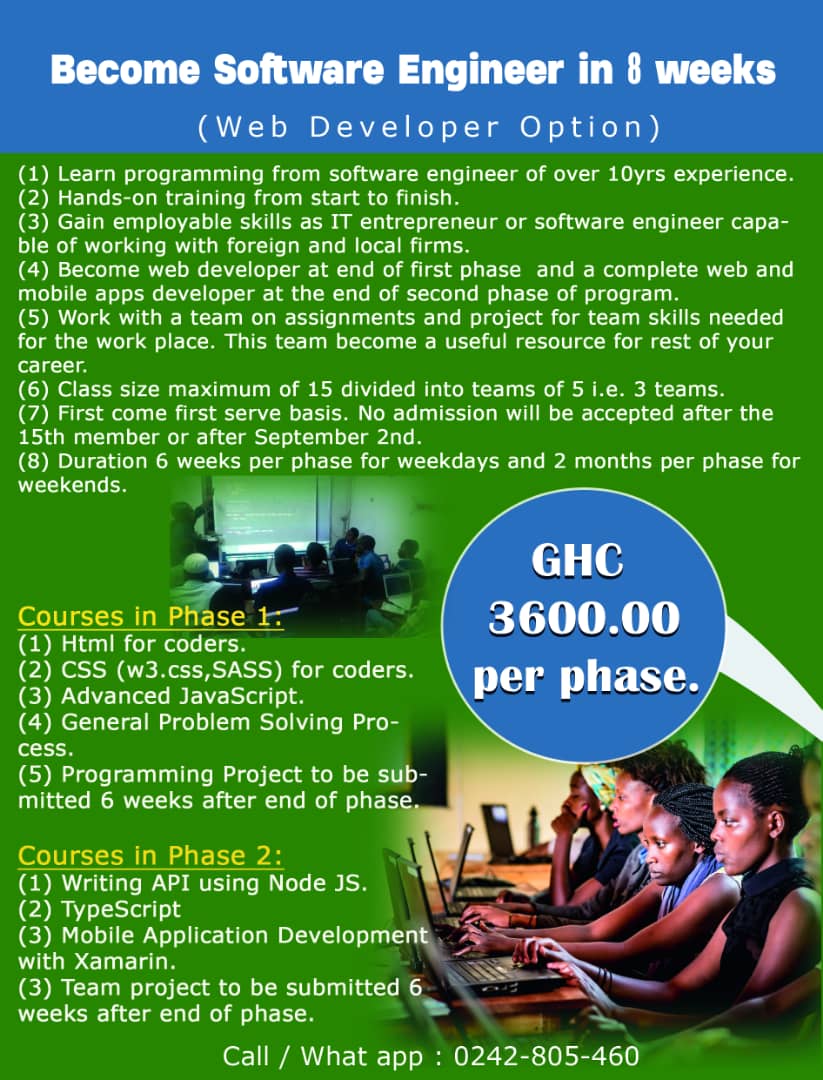 Become Software Engineer in 8 weeks
(Web Developer Option)
(1) Learn programming from software engineer of over 10yrs experience.
(2) Hands-on training from start to finish.
(3) Gain employable skills as IT entrepreneur or software engineer capa-
ble of working with foreign and local firms.
(4) Become web developer at end of first phase  and a complete web and
mobile apps developer at the end of second phase of program.
(5) Work with a team on assignments and project for team skills needed
for the work place. This team become a useful resource for rest of your
career.
(6) Class size maximum of 15 divided into teams of 5 i.e. 3 teams.
(7) First come first serve basis. No admission will be accepted after the
15th member or after September 2nd.
(8) Duration 6 weeks per phase for weekdays and 2 months per phase for
weekends.
GHC
3600.00
per phase.
Courses in Phase 1:
(1) Html for coders.
(2) CSS (w3.css,SASS) for coders.
(3) Advanced JavaScript.
(4) General Problem Solving Pro-
cess.
(5) Programming Project to be sub-
mitted 6 weeks after end of phase.
Courses in Phase 2:
(1) Writing API using Node JS.
(2) TypeScript
(3) Mobile Application Development
with Xamarin.
(3) Team project to be submitted 6
weeks after end of phase.
Call / What app : 0242-805-460